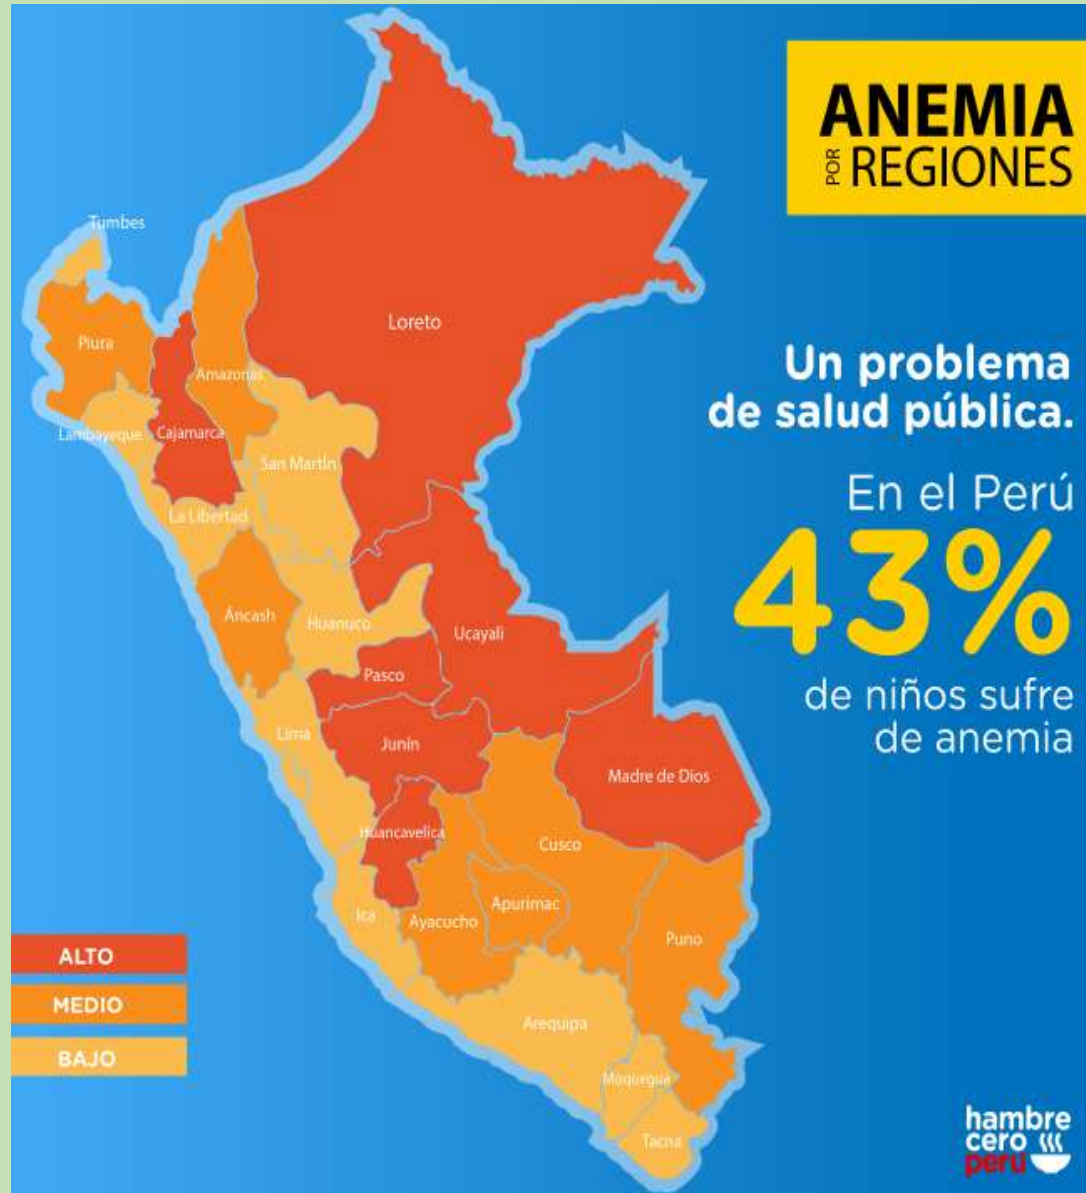 ANEMIA
POR REGIONES
Un problema
de salud pública.
En el Perú
43%
de niños sufre
de anemia
Tumbes
Loreto
Piura
Amazonas
Lambayeque
Cajamarca
San Martín
La Libertad
Áncash
Huanuco
Ucayali
Pasco
Lima
Junín
Madre de Dios
Huancavelica
Cusco
Ica
Ayacucho
Apurimac
Puno
Arequipa
Moquegua
Tacna
ALTO
MEDIO
BAJO
hambre
cero
perú